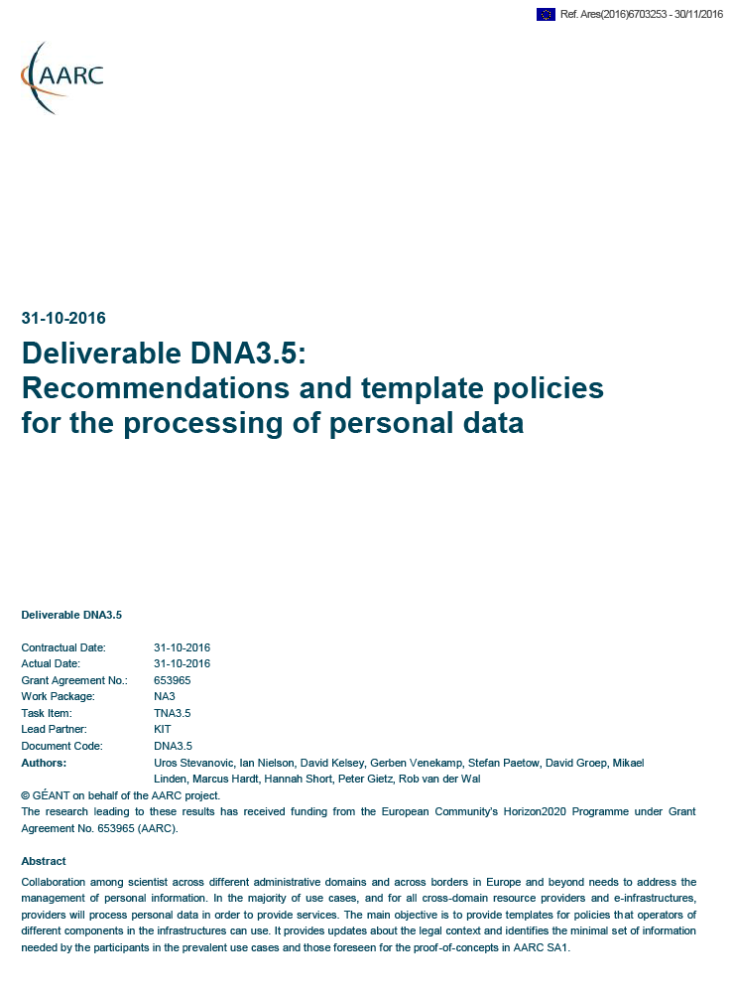 Ref. Ares(2016)6703253 - 30/11/2016
AARC
31-10-2016
Deliverable DNA3.5:
Recommendations and template policies
for the processing of personal data
Deliverable DNA3.5
Contractual Date: 31-10-2016
Actual Date: 31-10-2016
Grant Agreement No.: 653965
Work Package: NA3
Task Item: TNA3.5
Lead Partner: KIT
Document Code: DNA3.5
Authors: Uros Stevanovic, Ian Nielson, David Kelsey, Gerben Venekamp, Stefan Paetow, David Groep, Mikael
Linden, Marcus Hardt, Hannah Short, Peter Gietz, Rob van der Wal
© GÉANT on behalf of the AARC project.
The research leading to these results has received funding from the European Community's Horizon2020 Programme under Grant
Agreement No. 653965 (AARC).
Abstract
Collaboration among scientist across different administrative domains and across borders in Europe and beyond needs to address the
management of personal information. In the majority of use cases, and for all cross-domain resource providers and e-infrastructures,
providers will process personal data in order to provide services. The main objective is to provide templates for policies that operators of
different components in the infrastructures can use. It provides updates about the legal context and identifies the minimal set of information
needed by the participants in the prevalent use cases and those foreseen for the proof-of-concepts in AARC SA1.